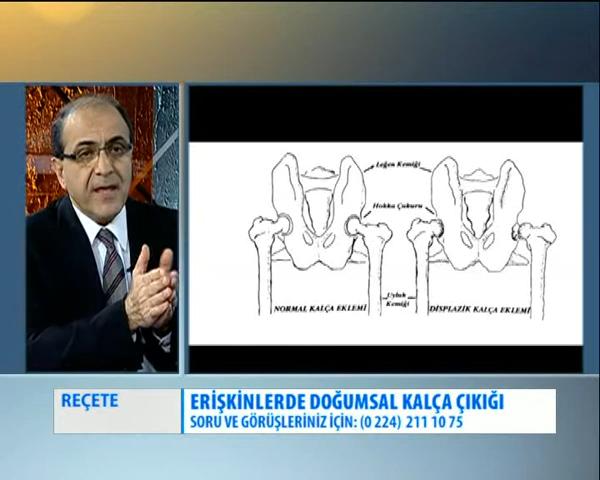 Leğen Kemiği
Hokka Çukuru
Uyluk
Kemiği
NORMAL KALÇA EKLEMİ
DİSPLAZİK KALÇA EKLEMİ
REÇETE
ERİŞKİNLERDE DOĞUMSAL KALÇA ÇIKIĞI
SORU VE GÖRÜŞLERİNİZ İÇİN: (0 224) 211 10 75